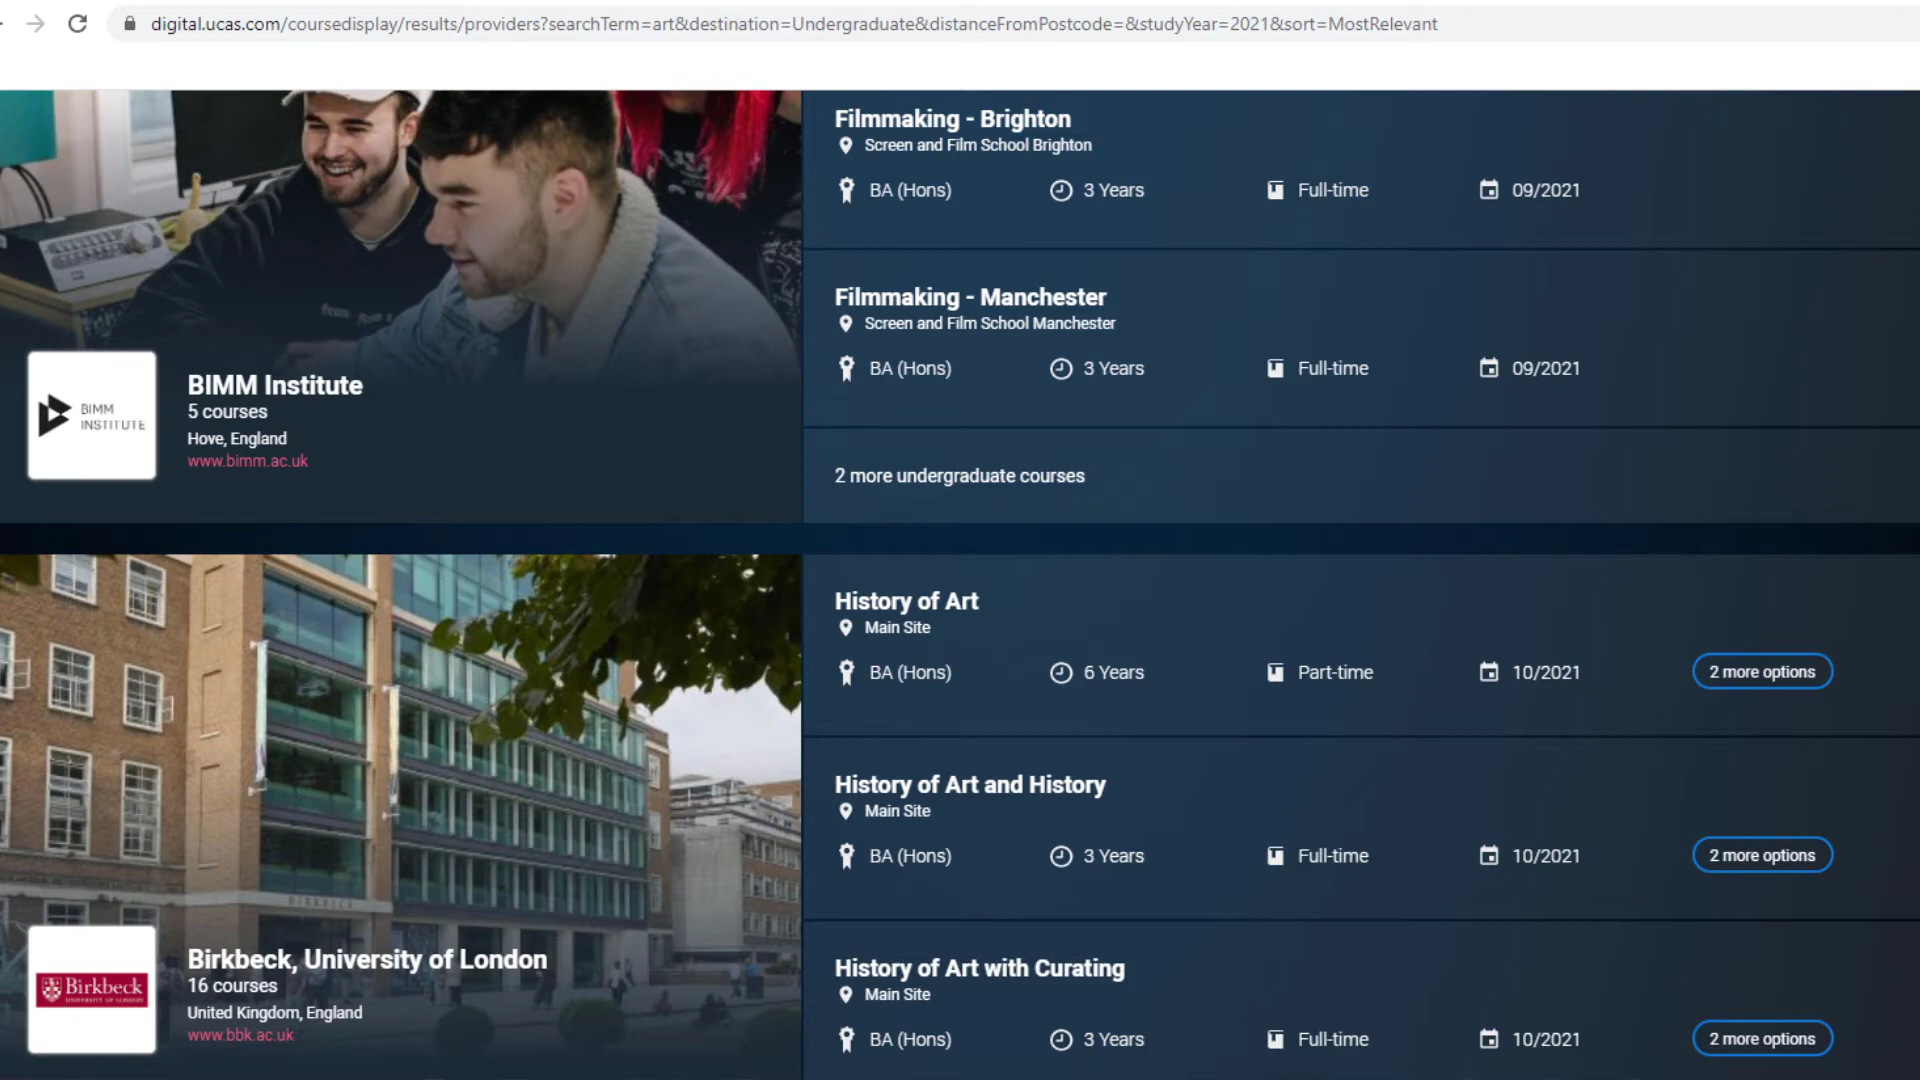 digital.ucas.com/coursedisplay/results/providers?searchTerm=art&destination=Undergraduate&distanceFromPostcode=&studyYear=2021&sort=MostRelevant
Filmmaking - Brighton
Screen and Film School Brighton
BA (Hons) 3 Years Full-time 09/2021
Filmmaking - Manchester
Screen and Film School Manchester
BA (Hons) 3 Years Full-time 09/2021
2 more undergraduate courses
BIMM
INSTITUTE
BIMM Institute
5 courses
Hove, England
www.bimm.ac.uk
History of Art
Main Site
BA (Hons) 6 Years Part-time 10/2021 2 more options
History of Art and History
Main Site
BA (Hons) 3 Years Full-time 10/2021 2 more options
History of Art with Curating
Main Site
BA (Hons) 3 Years Full-time 10/2021 2 more options
BIRKBECK
Birkbeck
UNIVERSITY OF LONDON
Birkbeck, University of London
16 courses
United Kingdom, England
www.bbk.ac.uk